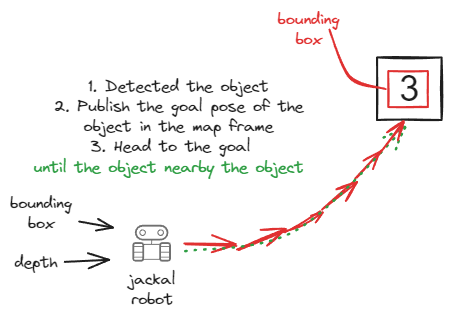 bounding
box
3
1. Detected the object
2. Publish the goal pose of the
object in the map frame
3. Head to the goal
until the object nearby the object
bounding
box
depth
jackal
robot